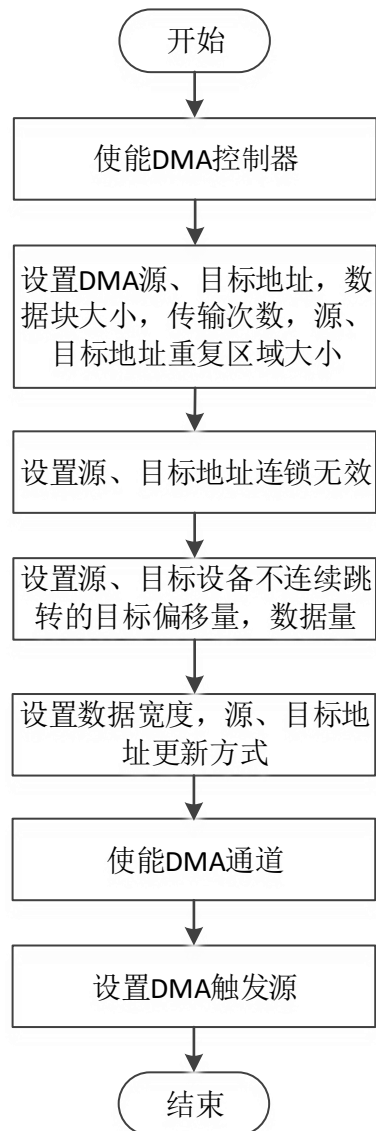 开始
使能DMA控制器
设置DMA源、目标地址，数
据块大小，传输次数，源、
目标地址重复区域大小
设置源、目标地址连锁无效
设置源、目标设备不连续跳
转的目标偏移量，数据量
设置数据宽度，源、目标地
址更新方式
使能DMA通道
设置DMA触发源
结束